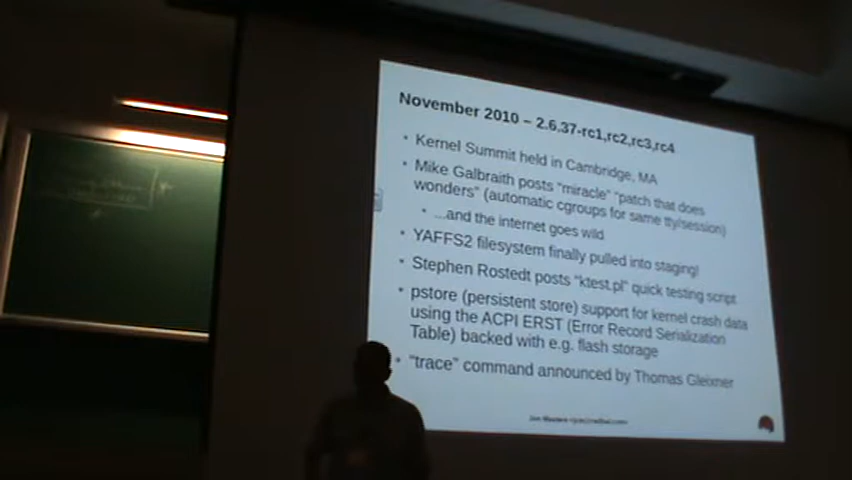 November 2010 – 2.6.37-rc1,rc2,rc3,rc4
• Kernel Summit held in Cambridge, MA
• Mike Galbraith posts "miracle" "patch that does
wonders" (automatic cgroups for same tty/session)
• ...and the internet goes wild
• YAFFS2 filesystem finally pulled into staging!
• Stephen Rostedt posts "ktest.pl" quick testing script
• pstore (persistent store) support for kernel crash data
using the ACPI ERST (Error Record Serialization
Table) backed with e.g. flash storage
• "trace" command announced by Thomas Gleixner